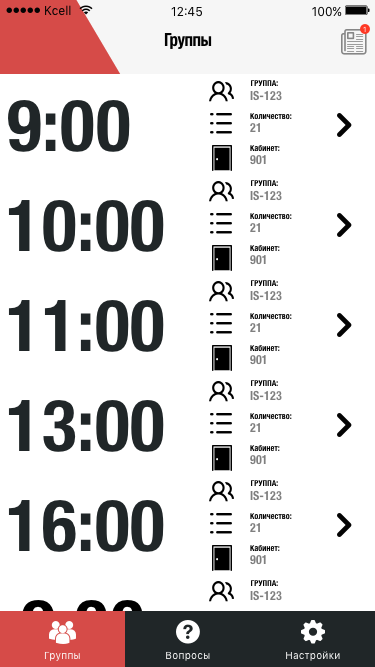 Kcell 12:45 100%
Группы
1
9:00
ГРУППА:
IS-123
Количество:
21
Кабинет:
901
10:00
ГРУППА:
IS-123
Количество:
21
Кабинет:
901
11:00
ГРУППА:
IS-123
Количество:
21
Кабинет:
901
13:00
ГРУППА:
IS-123
Количество:
21
Кабинет:
901
16:00
ГРУППА:
IS-123
Количество:
21
Кабинет:
901
ГРУППА:
IS-123
Группы Вопросы Настройки